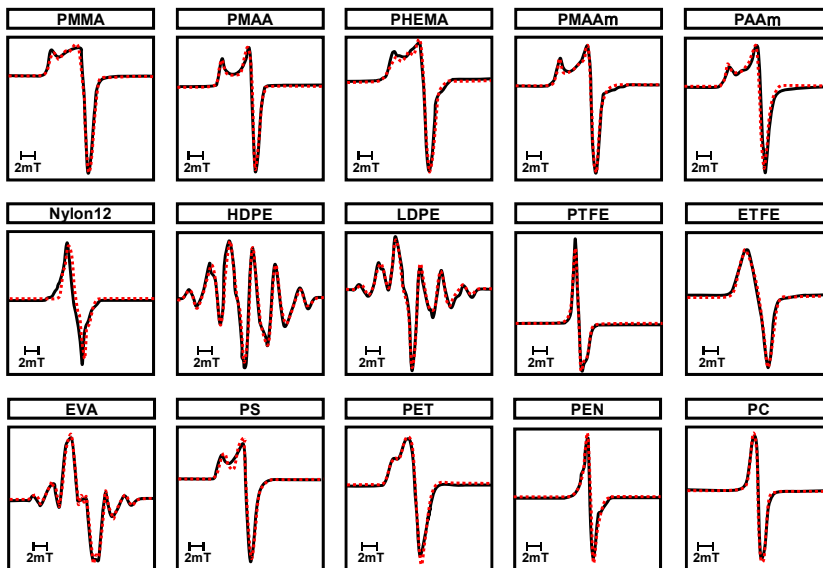 PMMA PMAA PHEMA PMAAm PAAm
2mT 2mT 2mT 2mT 2mT
Nylon12 HDPE LDPE PTFE ETFE
2mT 2mT 2mT 2mT 2mT
EVA PS PET PEN PC
2mT 2mT 2mT 2mT 2mT